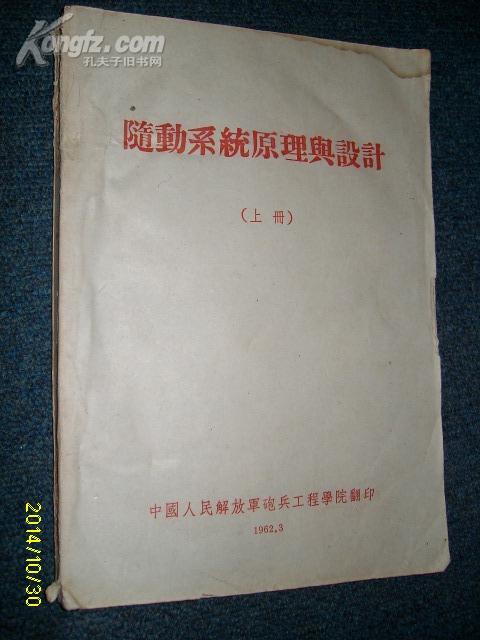 Kongfz.com
孔夫子旧书网
隨動系統原理與設計
（上 冊）
中國人民解放軍砲兵工程學院翻印
1962.3
2014/10/30